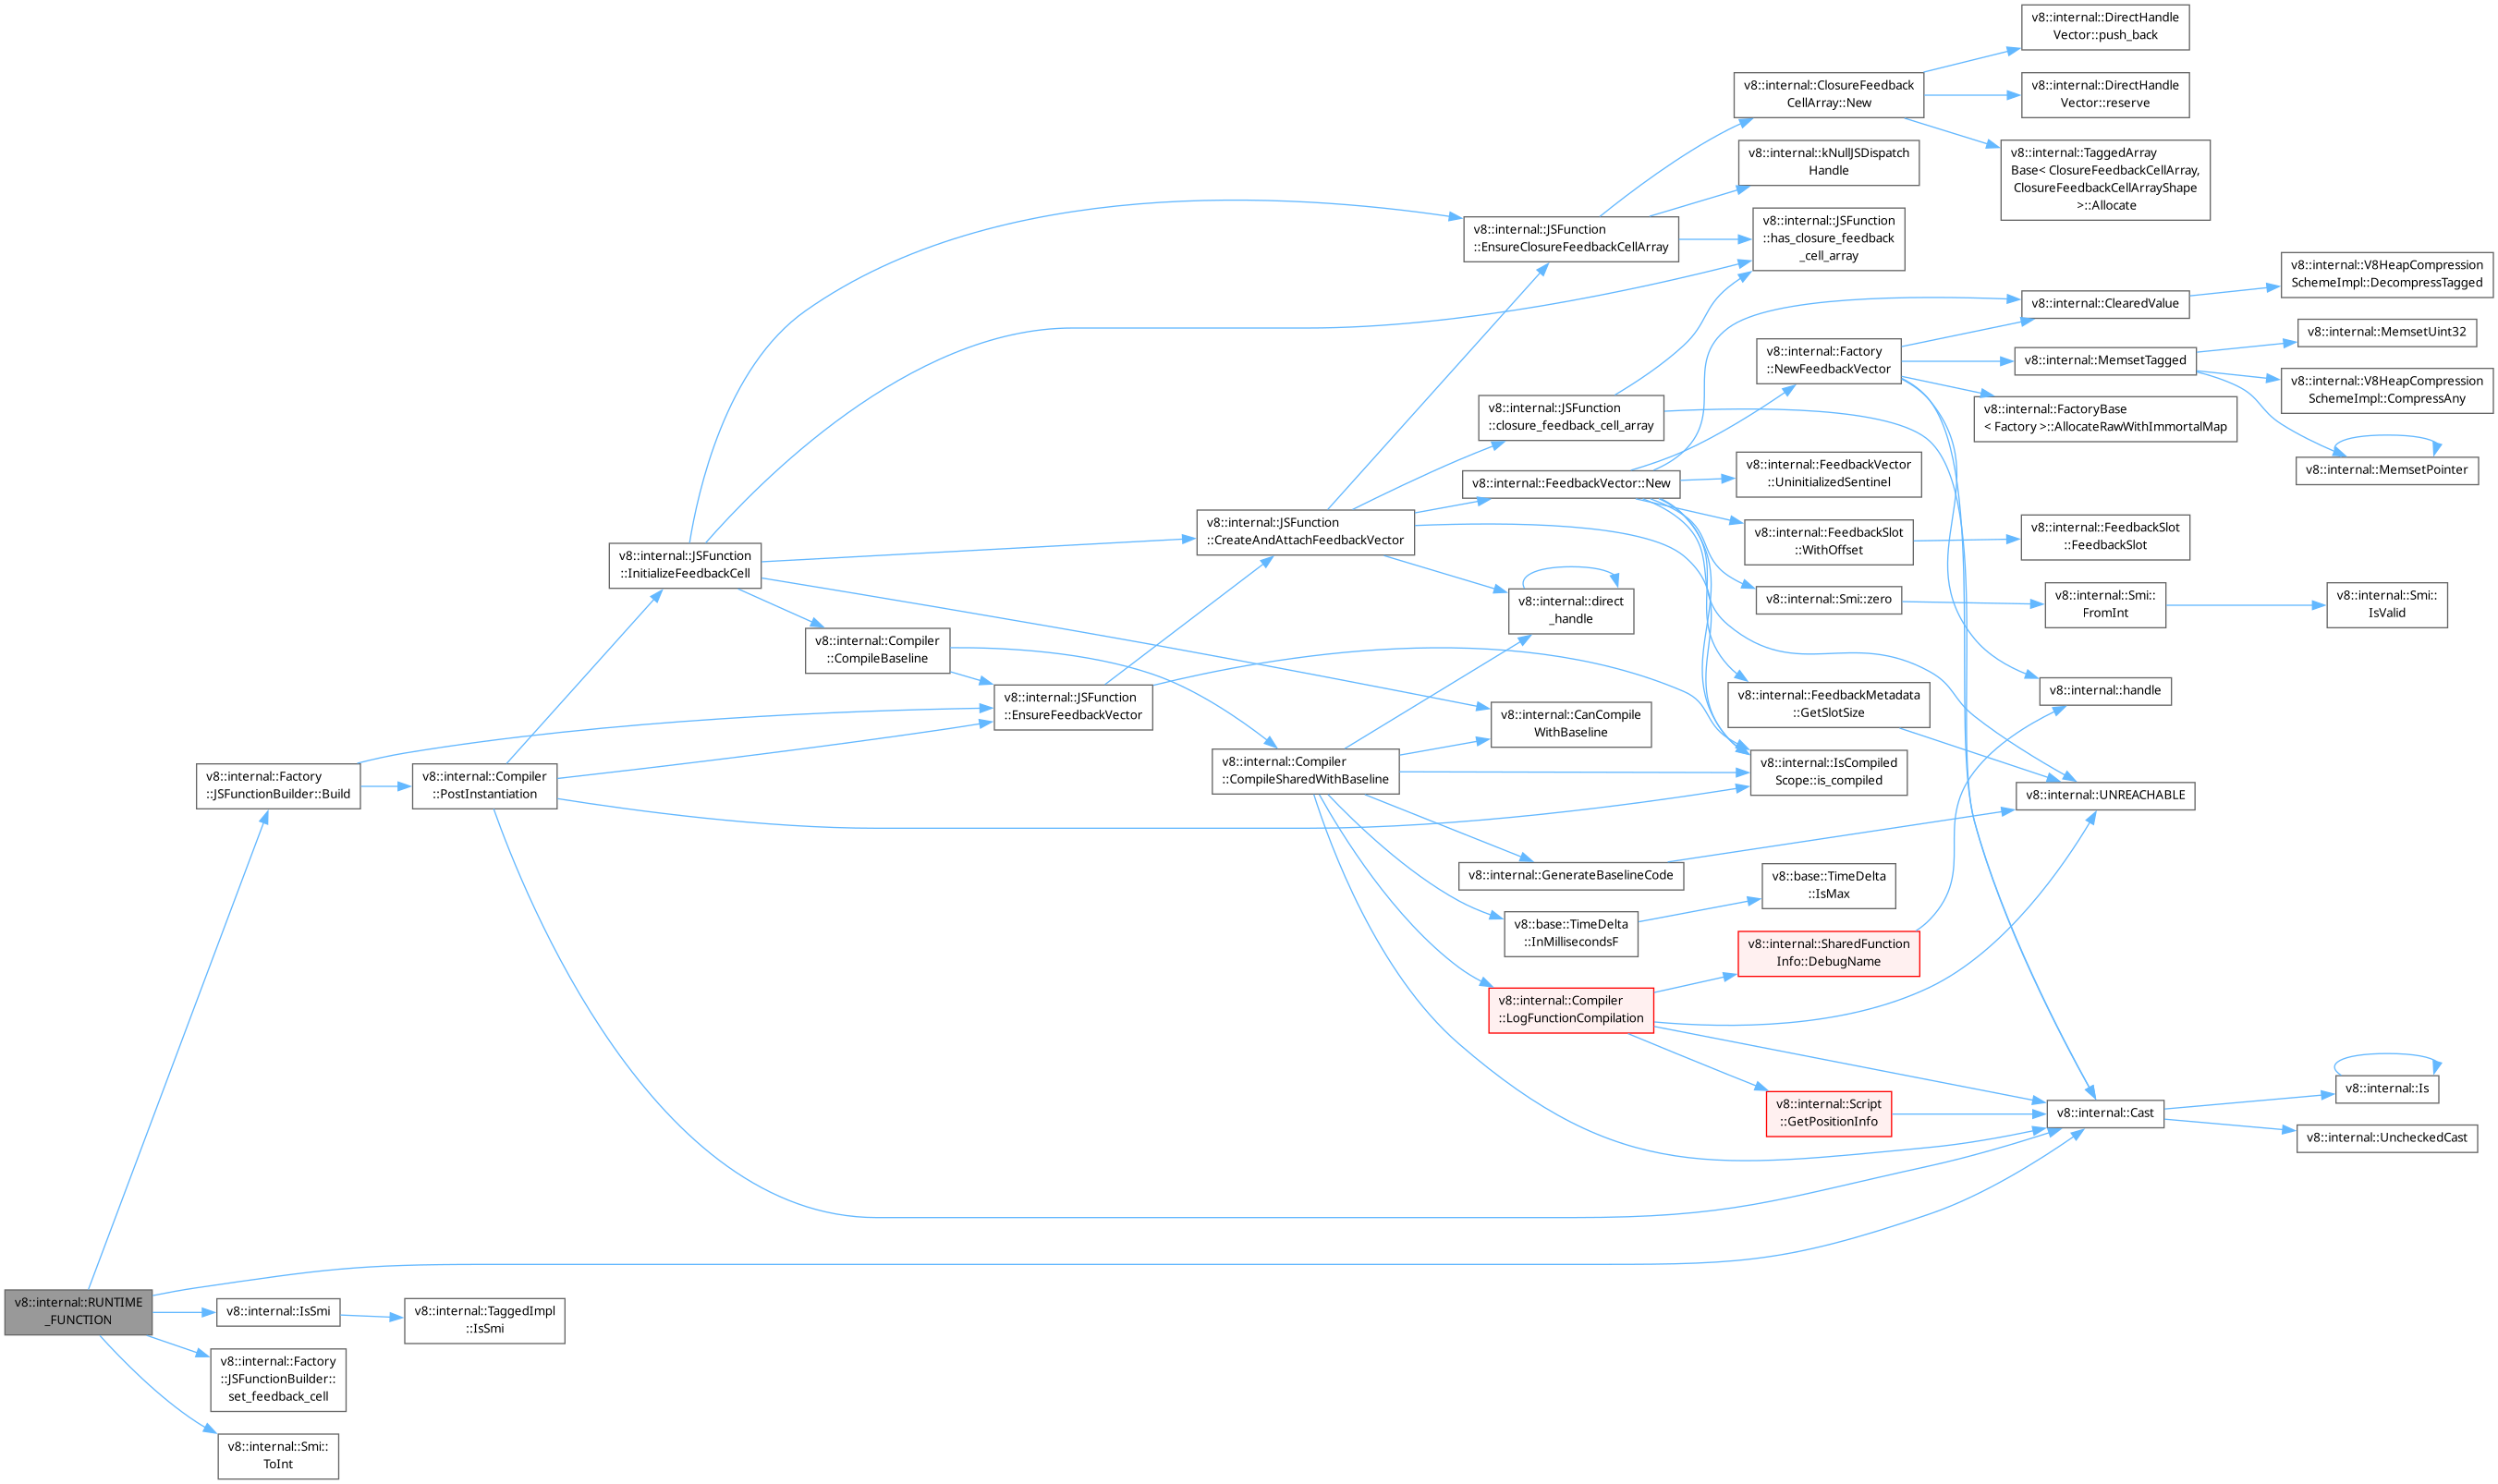 v8::internal::RUNTIME
_FUNCTION
v8::internal::Factory
::JSFunctionBuilder::Build
v8::internal::IsSmi
v8::internal::Factory
::JSFunctionBuilder::
set_feedback_cell
v8::internal::Smi::
ToInt
v8::internal::Compiler
::PostInstantiation
v8::internal::TaggedImpl
::IsSmi
v8::internal::JSFunction
::InitializeFeedbackCell
v8::internal::Compiler
::CompileBaseline
v8::internal::JSFunction
::EnsureFeedbackVector
v8::internal::JSFunction
::CreateAndAttachFeedbackVector
v8::internal::Compiler
::CompileSharedWithBaseline
v8::internal::JSFunction
::EnsureClosureFeedbackCellArray
v8::internal::JSFunction
::closure_feedback_cell_array
v8::internal::FeedbackVector::New
v8::internal::direct
_handle
v8::internal::CanCompile
WithBaseline
v8::internal::GenerateBaselineCode
v8::base::TimeDelta
::InMillisecondsF
v8::internal::Compiler
::LogFunctionCompilation
v8::internal::ClosureFeedback
CellArray::New
v8::internal::kNullJSDispatch
Handle
v8::internal::JSFunction
::has_closure_feedback
_cell_array
v8::internal::Factory
::NewFeedbackVector
v8::internal::FeedbackVector
::UninitializedSentinel
v8::internal::FeedbackSlot
::WithOffset
v8::internal::Smi::zero
v8::internal::FeedbackMetadata
::GetSlotSize
v8::internal::IsCompiled
Scope::is_compiled
v8::base::TimeDelta
::IsMax
v8::internal::SharedFunction
Info::DebugName
v8::internal::Script
::GetPositionInfo
v8::internal::DirectHandle
Vector::push_back
v8::internal::DirectHandle
Vector::reserve
v8::internal::TaggedArray
Base< ClosureFeedbackCellArray,
ClosureFeedbackCellArrayShape
>::Allocate
v8::internal::ClearedValue
v8::internal::MemsetTagged
v8::internal::FactoryBase
< Factory >::AllocateRawWithImmortalMap
v8::internal::FeedbackSlot
::FeedbackSlot
v8::internal::Smi::
FromInt
v8::internal::handle
v8::internal::UNREACHABLE
v8::internal::Cast
v8::internal::V8HeapCompression
SchemeImpl::DecompressTagged
v8::internal::MemsetUint32
v8::internal::V8HeapCompression
SchemeImpl::CompressAny
v8::internal::MemsetPointer
v8::internal::Smi::
IsValid
v8::internal::Is
v8::internal::UncheckedCast